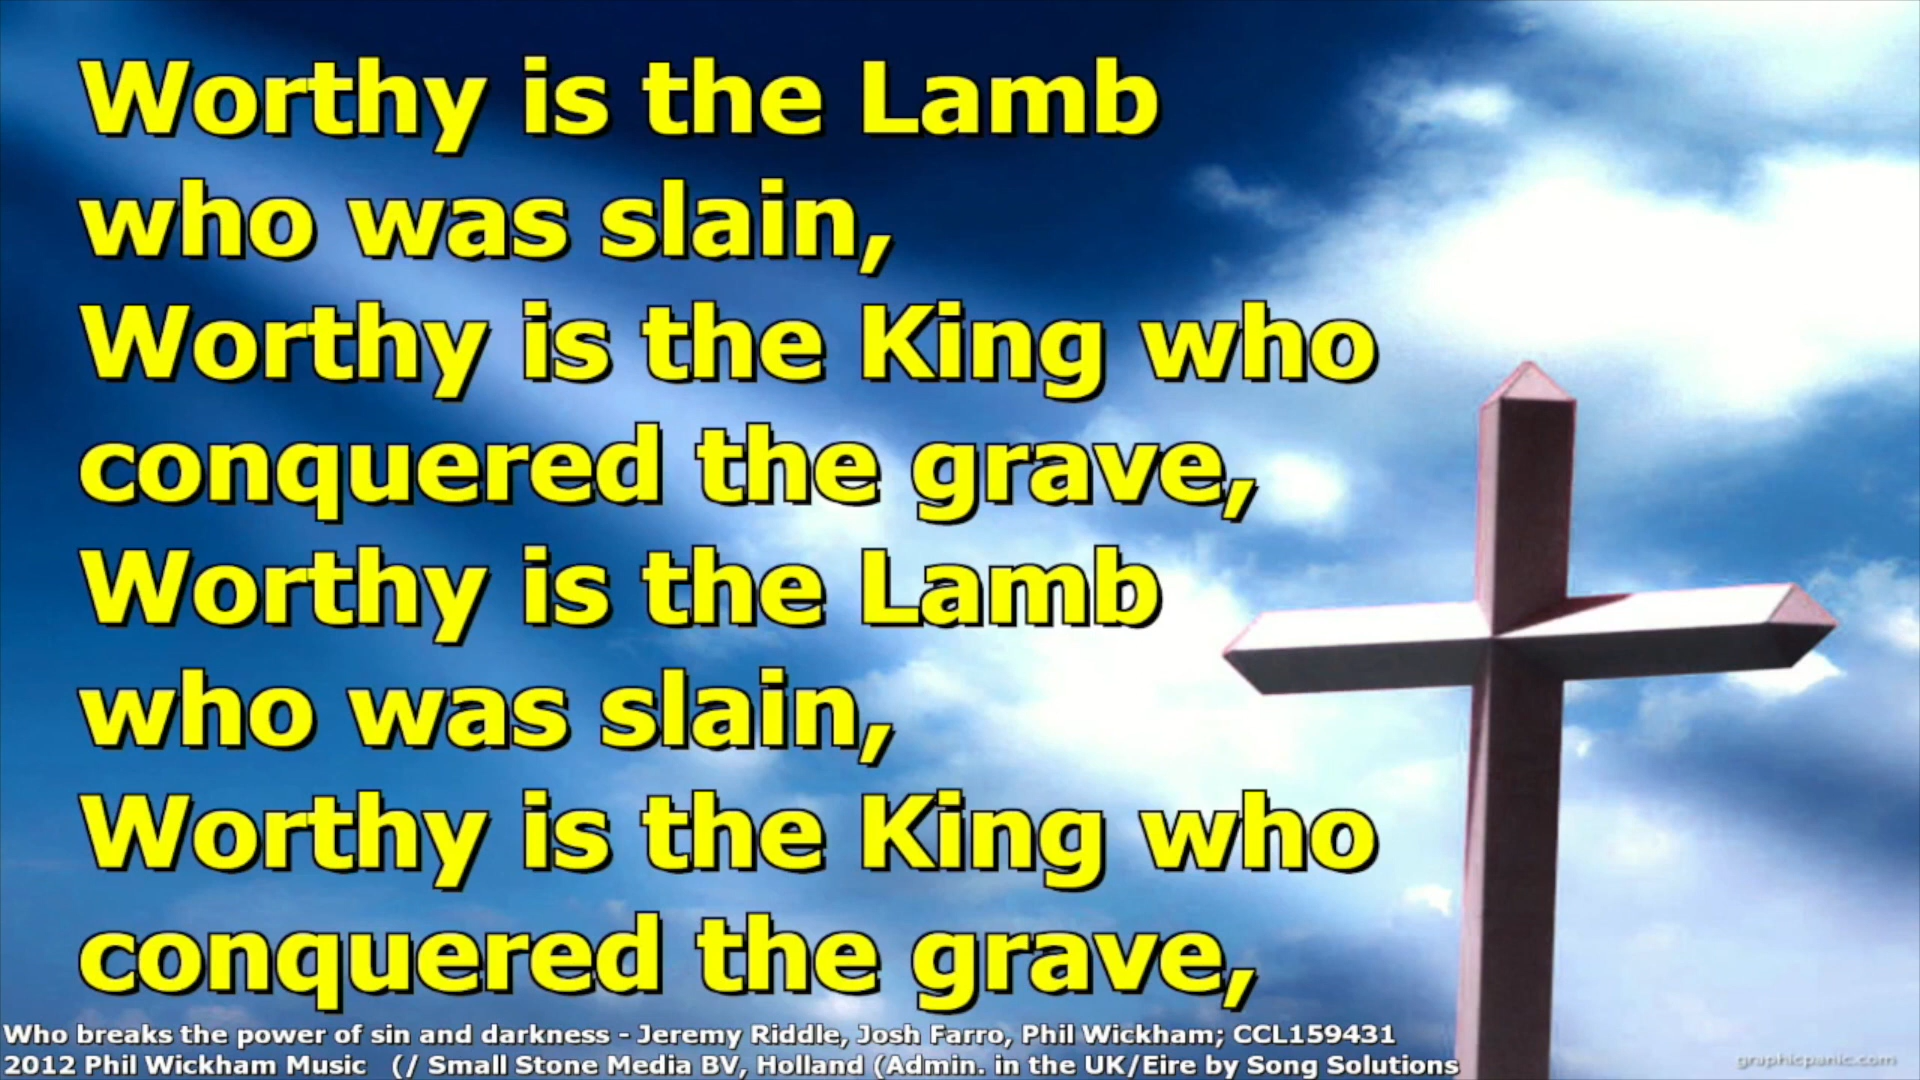 Worthy is the Lamb
who was slain,
Worthy is the King who
conquered the grave,
Worthy is the Lamb
who was slain,
Worthy is the King who
conquered the grave,
Who breaks the power of sin and darkness - Jeremy Riddle, Josh Farro, Phil Wickham; CCL159431
2012 Phil Wickham Music (/ Small Stone Media BV, Holland (Admin. in the UK/Eire by Song Solutions
graphicpanic.com